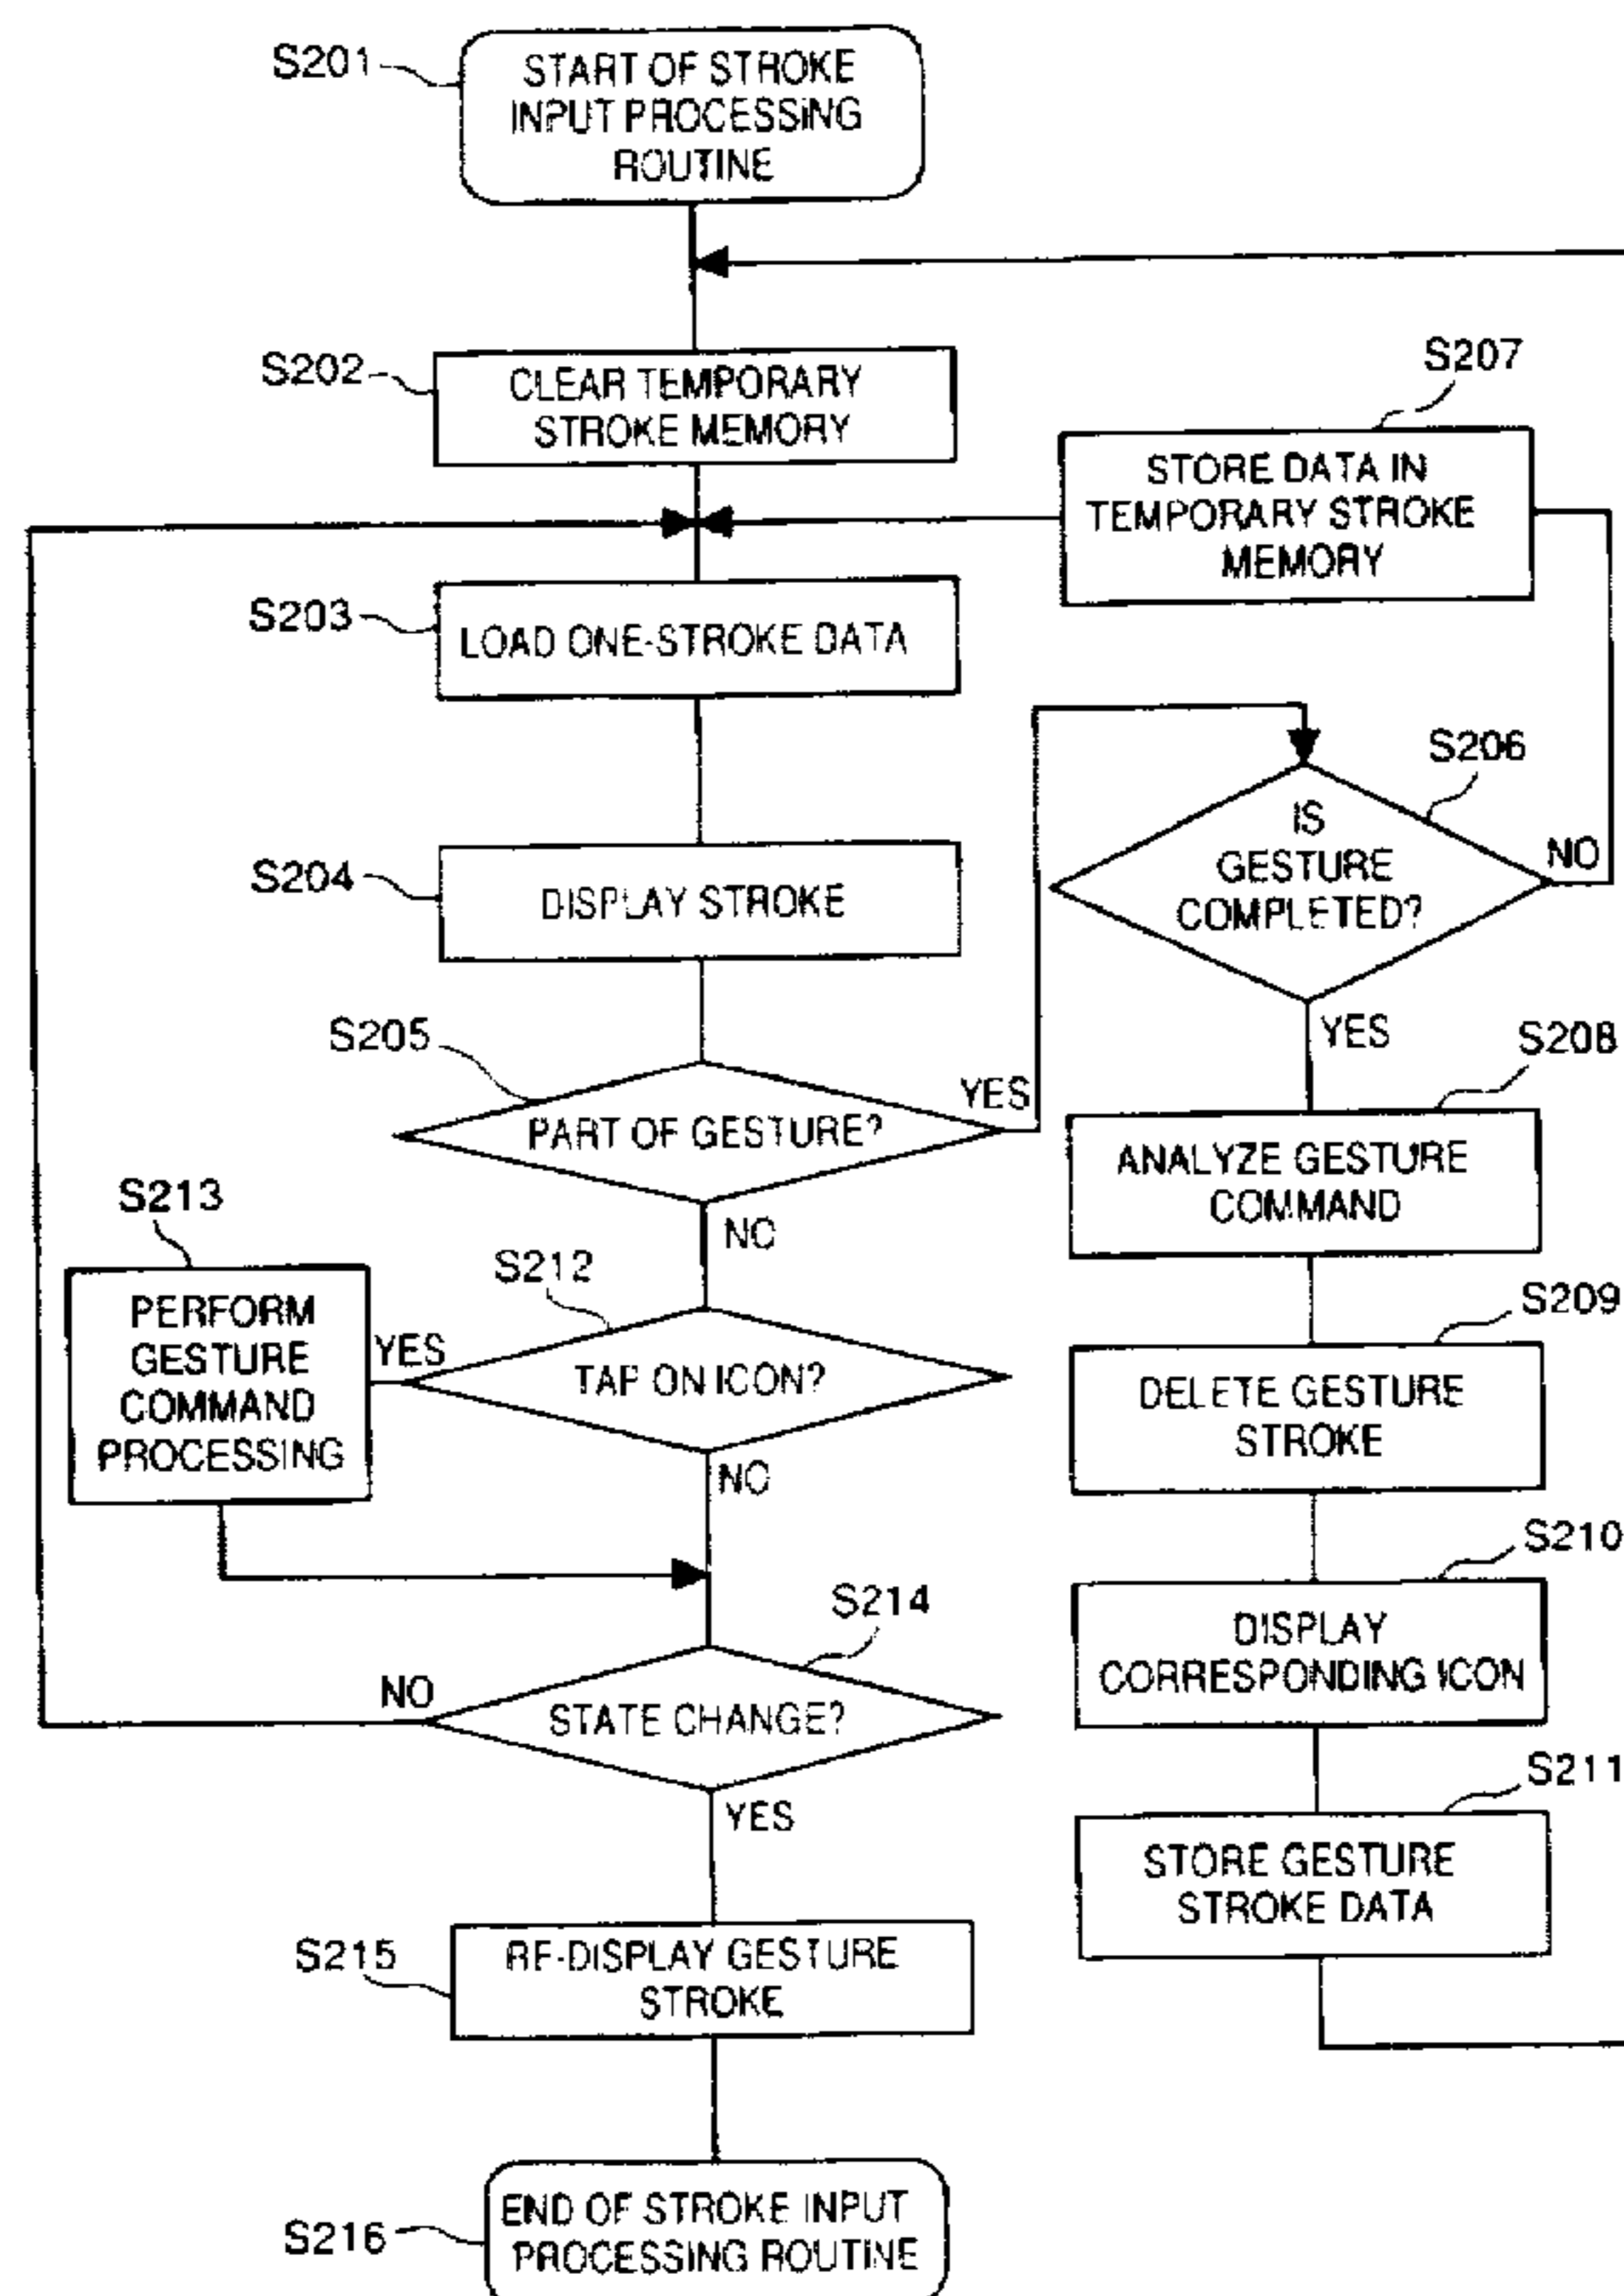 S201
START OF STROKE
INPUT PROCESSING
ROUTINE
S202
CLEAR TEMPORARY
STROKE MEMORY
S207
STORE DATA IN
TEMPORARY STROKE
MEMORY
S203
LOAD ONE-STROKE DATA
S206
IS
GESTURE
COMPLETED?
NO
YES
S204
DISPLAY STROKE
S205
PART OF GESTURE?
YES
NO
S208
ANALYZE GESTURE
COMMAND
S213
PERFORM
GESTURE
COMMAND
PROCESSING
S212
TAP ON ICON?
YES
NO
S209
DELETE GESTURE
STROKE
S210
DISPLAY
CORRESPONDING ICON
S214
STATE CHANGE?
NO
YES
S211
STORE GESTURE
STROKE DATA
S215
RE-DISPLAY GESTURE
STROKE
S216
END OF STROKE INPUT
PROCESSING ROUTINE